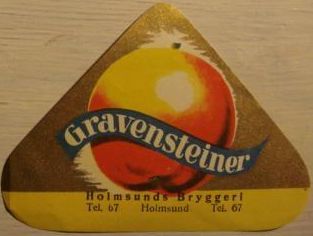 Gravensteiner
Holmsunds Bryggeri
Tel. 67 Holmsund Tel. 67